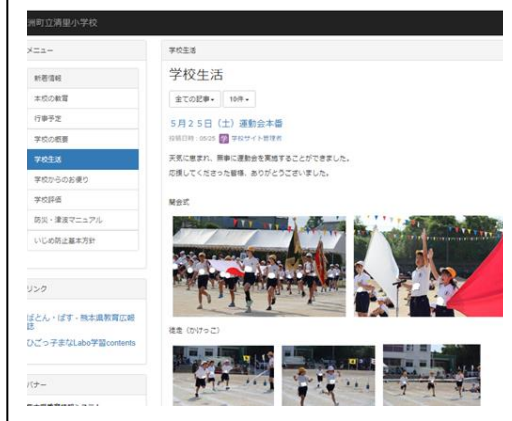 洲町立清里小学校
メニュー
新着情報
本校の教育
行事予定
学校の概要
学校生活
学校からのお便り
学校評価
防災・津波マニュアル
いじめ防止基本方針
リンク
ばとん・ぱす - 熊本県教育広報誌
ひごっ子まなLabo学習contents
バナー
学校生活
学校生活
全ての記事
10件
5月25日（土）運動会本番
投稿日時 : 05/25 学校サイト管理者
天気に恵まれ、無事に運動会を実施することができました。
応援してくださった皆様、ありがとうございました。
開会式
徒走（かけっこ）